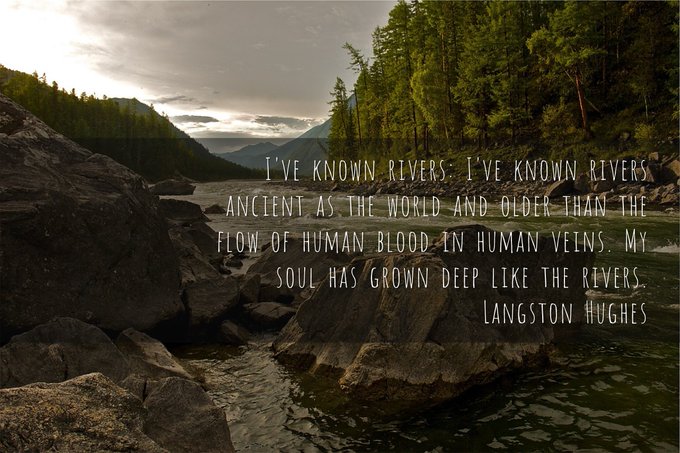 I've known rivers: I've known rivers
ancient as the world and older than the
flow of human blood in human veins. My
soul has grown deep like the rivers.
Langston Hughes